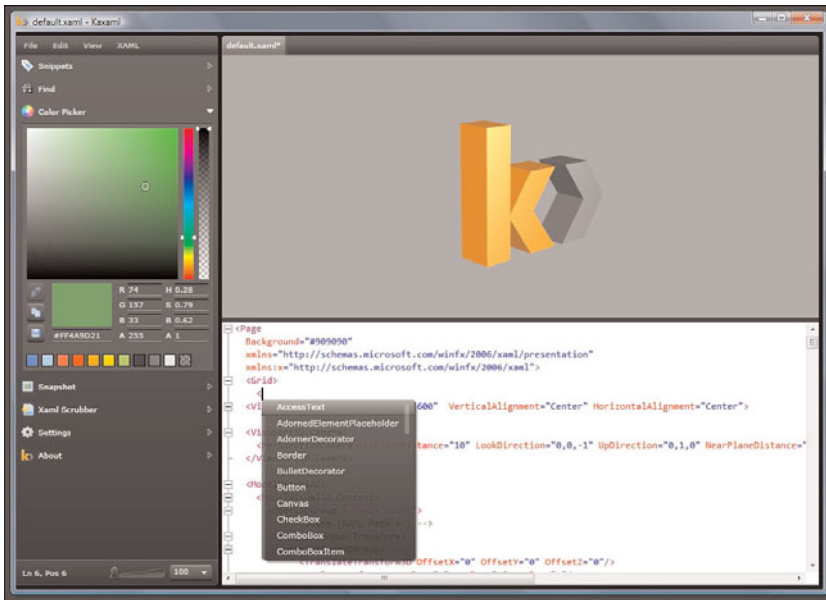 default.xaml - Kaxaml
File Edit View XAML
Snippets
Find
Color Picker
R 74 H 0.28
G 157 S 0.79
B 33 B 0.62
#FF4A9D21 A 255 A 1
Snapshot
Xaml Scrubber
Settings
About
Ln 6, Pos 6
100
default.xaml*
<Page
Background="#909090"
xmlns="http://schemas.microsoft.com/winfx/2006/xaml/presentation"
xmlns:x="http://schemas.microsoft.com/winfx/2006/xaml">
<Grid>
<
600" VerticalAlignment="Center" HorizontalAlignment="Center">
="10" LookDirection="0,0,-1" UpDirection="0,1,0" NearPlaneDistance="
<TranslateTransform3D OffsetX="0" OffsetY="0" OffsetZ="0"/>
AccessText
AdornedElementPlaceholder
AdornerDecorator
Border
BulletDecorator
Button
Canvas
CheckBox
ComboBox
ComboBoxItem